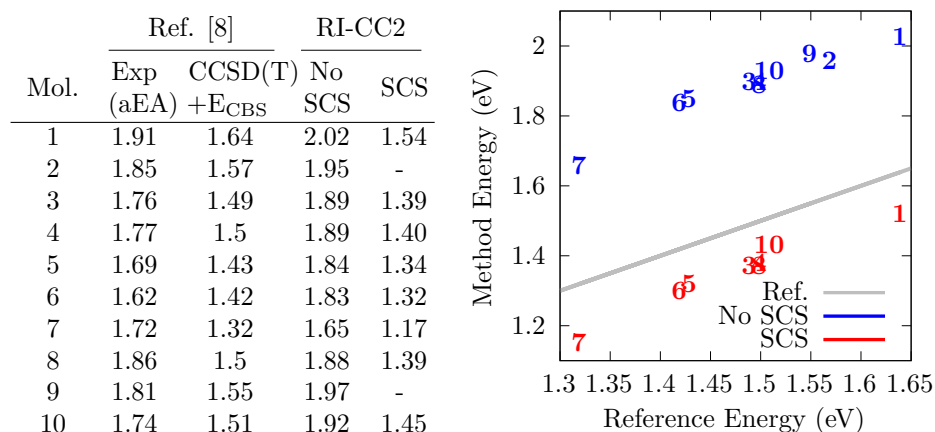 Ref. [8] RI-CC2
Mol. Exp (aEA) CCSD(T) +E_CBS No SCS SCS
1 1.91 1.64 2.02 1.54
2 1.85 1.57 1.95 -
3 1.76 1.49 1.89 1.39
4 1.77 1.5 1.89 1.40
5 1.69 1.43 1.84 1.34
6 1.62 1.42 1.83 1.32
7 1.72 1.32 1.65 1.17
8 1.86 1.5 1.88 1.39
9 1.81 1.55 1.97 -
10 1.74 1.51 1.92 1.45
Method Energy (eV)
2
1.8
1.6
1.4
1.2
1
9
2
10
3
4
8
5
6
7
1
10
3
4
8
5
6
7
Ref.
No SCS
SCS
1.3 1.35 1.4 1.45 1.5 1.55 1.6 1.65
Reference Energy (eV)